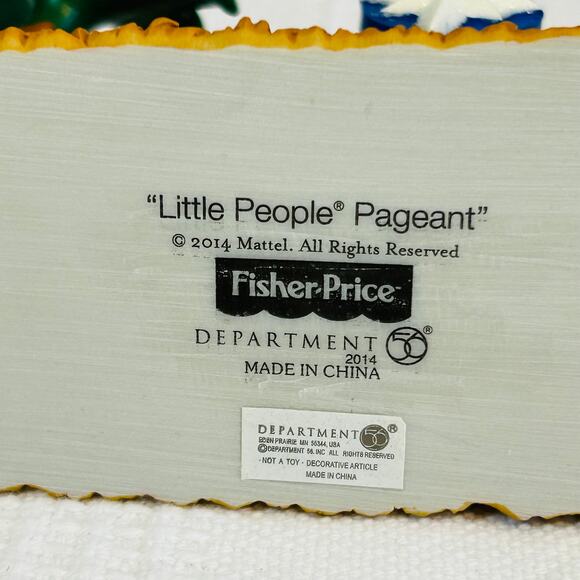 “Little People® Pageant”
© 2014 Mattel. All Rights Reserved
Fisher-Price
DEPARTMENT 56®
2014
MADE IN CHINA
DEPARTMENT 56®
EDEN PRAIRIE MN 55344, USA
©DEPARTMENT 56, INC ALL RIGHTS RESERVED
- NOT A TOY - DECORATIVE ARTICLE
MADE IN CHINA